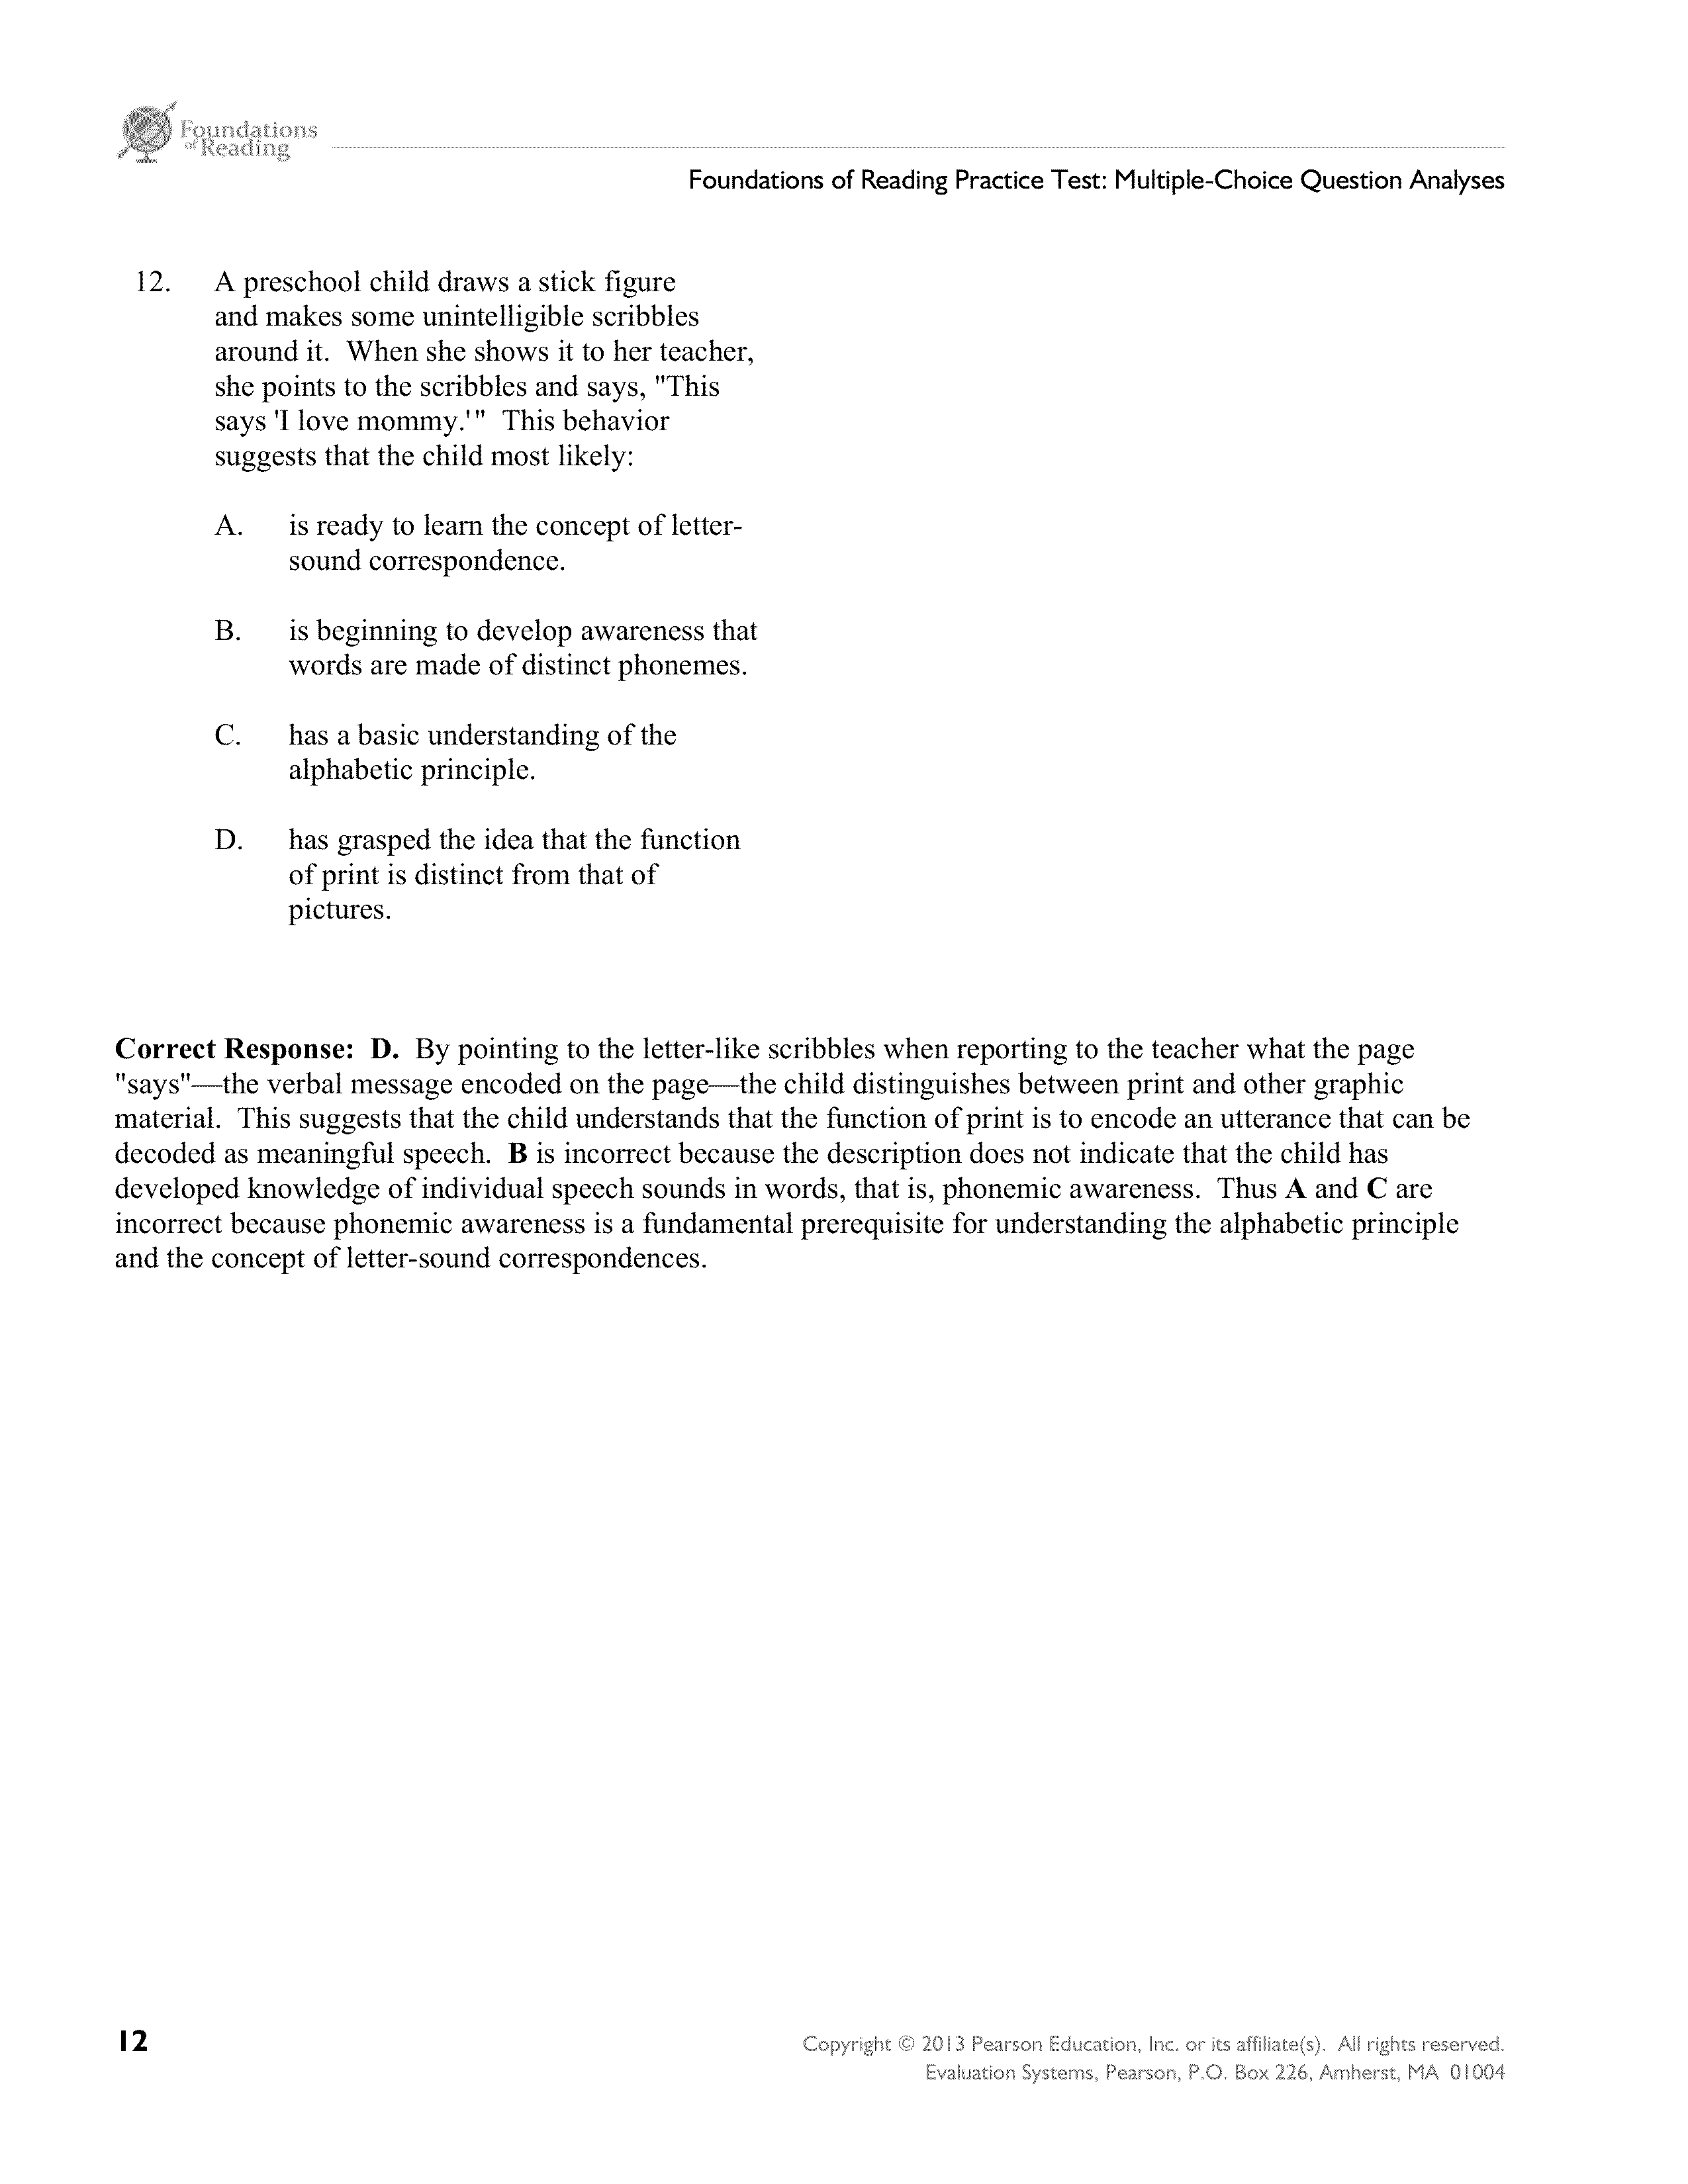 Foundations
of Reading
Foundations of Reading Practice Test: Multiple-Choice Question Analyses
12. A preschool child draws a stick figure
and makes some unintelligible scribbles
around it. When she shows it to her teacher,
she points to the scribbles and says, "This
says 'I love mommy.'" This behavior
suggests that the child most likely:
A. is ready to learn the concept of letter-
sound correspondence.
B. is beginning to develop awareness that
words are made of distinct phonemes.
C. has a basic understanding of the
alphabetic principle.
D. has grasped the idea that the function
of print is distinct from that of
pictures.
Correct Response: D. By pointing to the letter-like scribbles when reporting to the teacher what the page
"says"—the verbal message encoded on the page—the child distinguishes between print and other graphic
material. This suggests that the child understands that the function of print is to encode an utterance that can be
decoded as meaningful speech. B is incorrect because the description does not indicate that the child has
developed knowledge of individual speech sounds in words, that is, phonemic awareness. Thus A and C are
incorrect because phonemic awareness is a fundamental prerequisite for understanding the alphabetic principle
and the concept of letter-sound correspondences.
12
Copyright © 2013 Pearson Education, Inc. or its affiliate(s). All rights reserved.
Evaluation Systems, Pearson, P.O. Box 226, Amherst, MA 01004